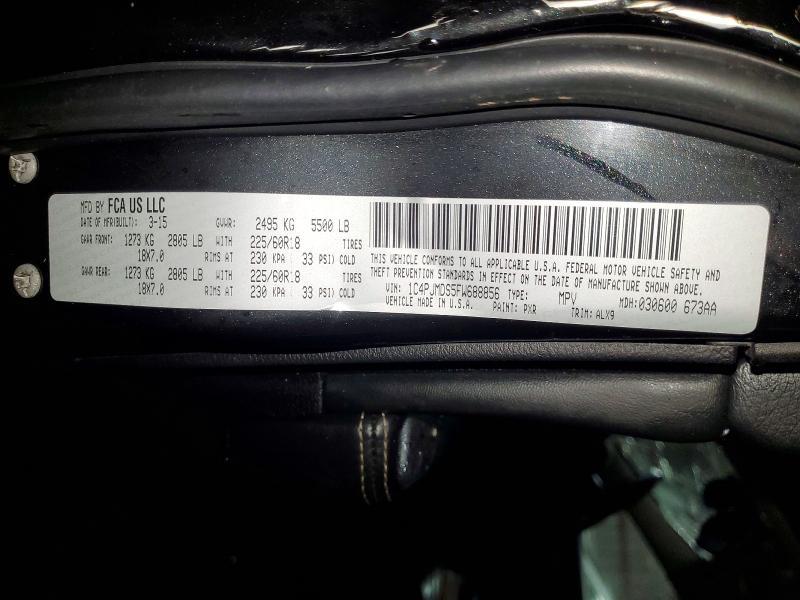 MFD BY FCA US LLC
DATE OF MFR(BUILT): 3-15 GVWR: 2495 KG 5500 LB
GAWR FRONT: 1273 KG 2805 LB WITH 225/60R18 TIRES
18X7.0 RIMS AT 230 KPA ( 33 PSI) COLD
GAWR REAR: 1273 KG 2805 LB WITH 225/60R18 TIRES
18X7.0 RIMS AT 230 KPA ( 33 PSI) COLD
THIS VEHICLE CONFORMS TO ALL APPLICABLE U.S.A. FEDERAL MOTOR VEHICLE SAFETY AND
THEFT PREVENTION STANDARDS IN EFFECT ON THE DATE OF MANUFACTURE SHOWN ABOVE.
VIN: 1C4PJMDS5FW688856 TYPE: MPV MDH:030600 673AA
VEHICLE MADE IN U.S.A. PAINT: PXR TRIM: ALX9